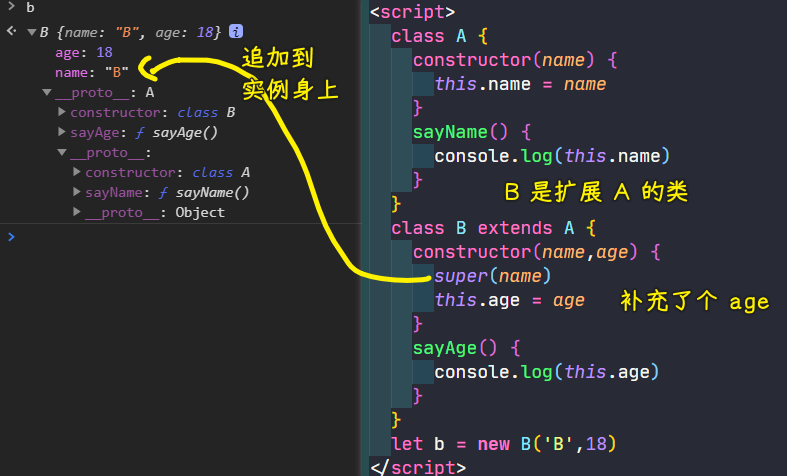 > b
B {name: "B", age: 18} i
age: 18
name: "B"
__proto__: A
constructor: class B
sayAge: ƒ sayAge()
__proto__:
constructor: class A
sayName: ƒ sayName()
__proto__: Object
>
追加到
实例身上
<script>
class A {
constructor(name) {
this.name = name
}
sayName() {
console.log(this.name)
}
}
B 是扩展 A 的类
class B extends A {
constructor(name,age) {
super(name)
this.age = age
补充了个 age
}
sayAge() {
console.log(this.age)
}
}
let b = new B('B',18)
</script>